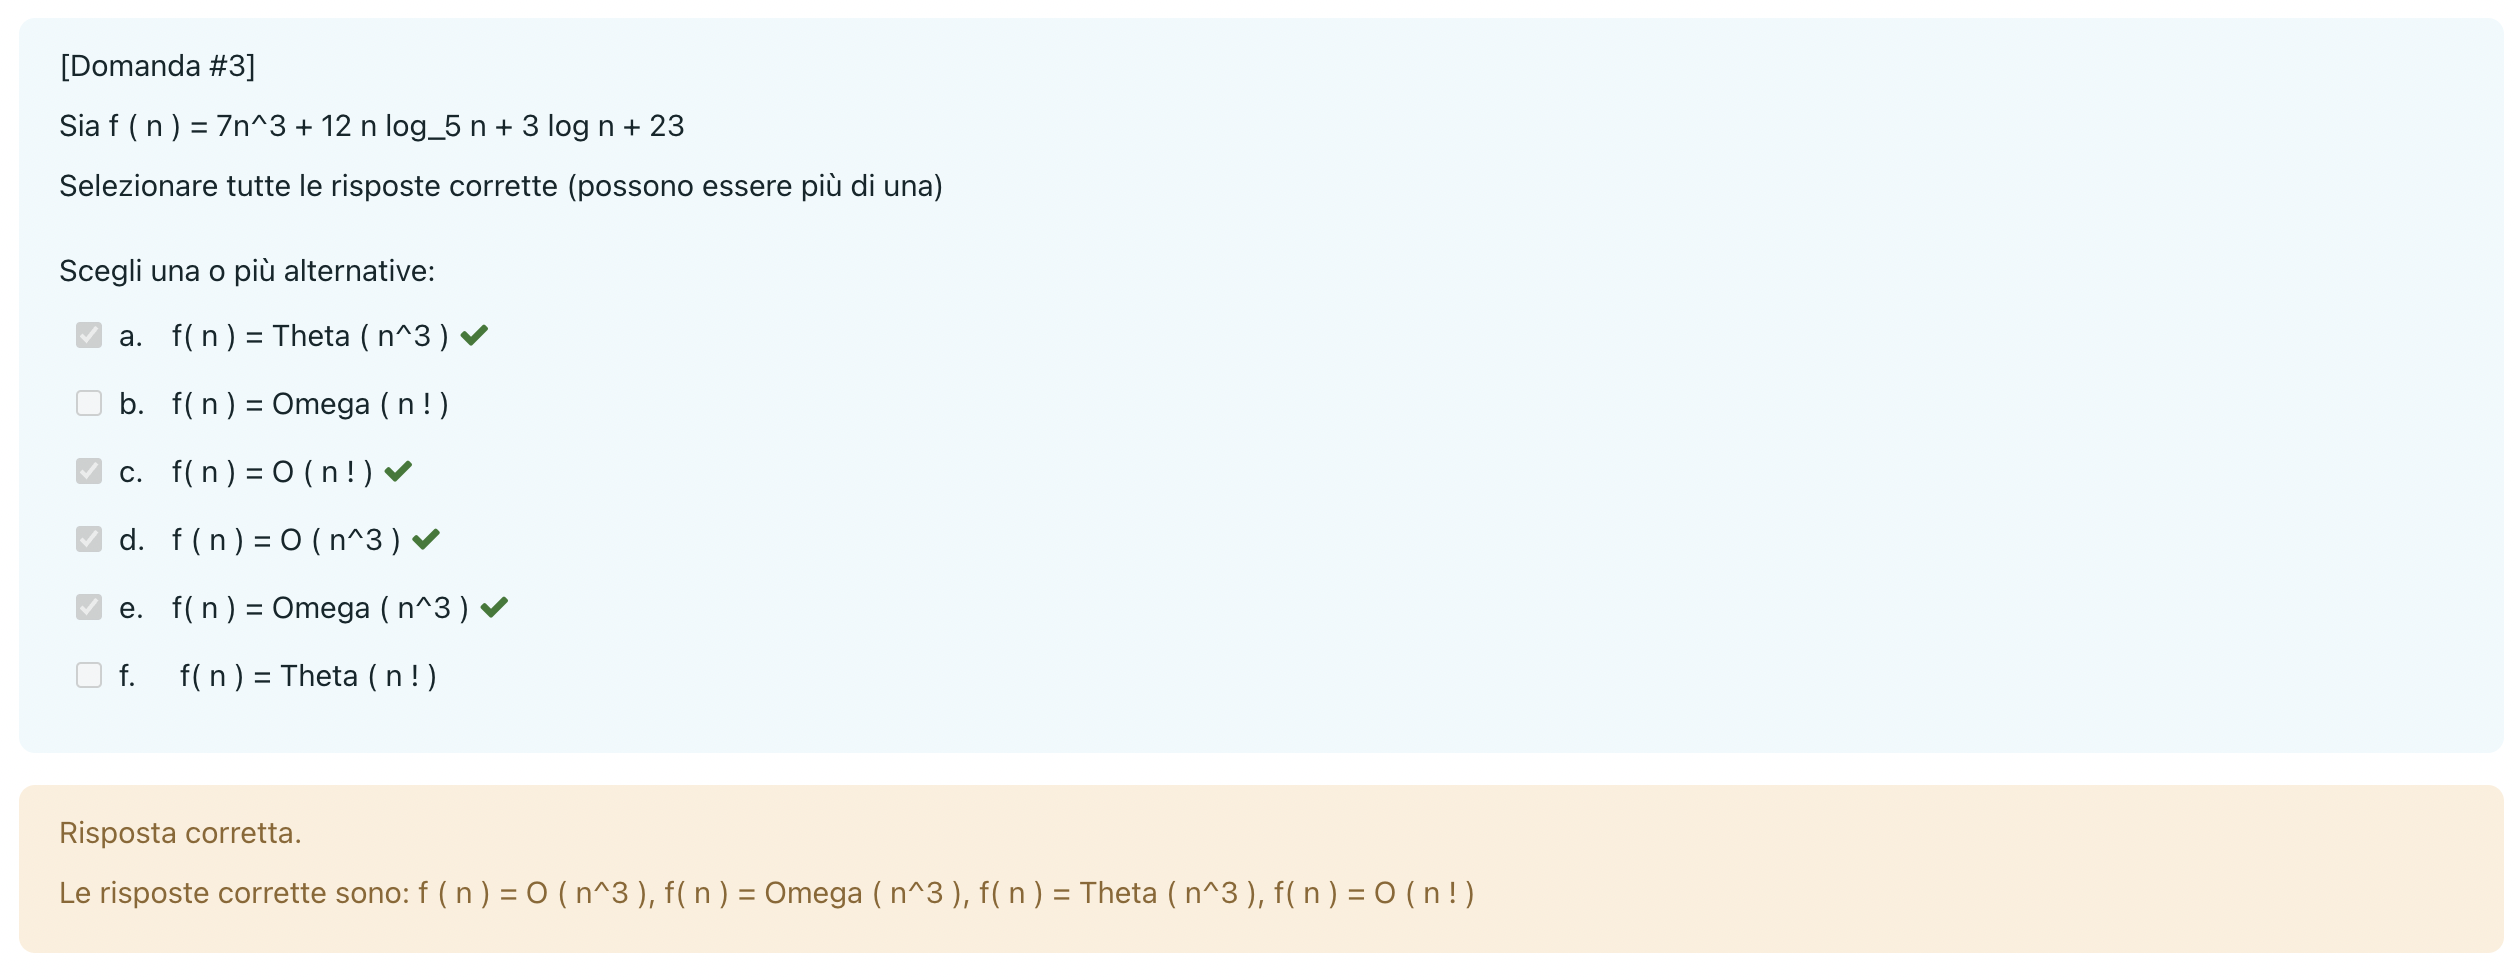 [Domanda #3]
Sia f ( n ) = 7n^3 + 12 n log_5 n + 3 log n + 23
Selezionare tutte le risposte corrette (possono essere più di una)
Scegli una o più alternative:
a. f( n ) = Theta ( n^3 )
b. f( n ) = Omega ( n ! )
c. f( n ) = O ( n ! )
d. f ( n ) = O ( n^3 )
e. f( n ) = Omega ( n^3 )
f. f( n ) = Theta ( n ! )
Risposta corretta.
Le risposte corrette sono: f ( n ) = O ( n^3 ), f( n ) = Omega ( n^3 ), f( n ) = Theta ( n^3 ), f( n ) = O ( n ! )